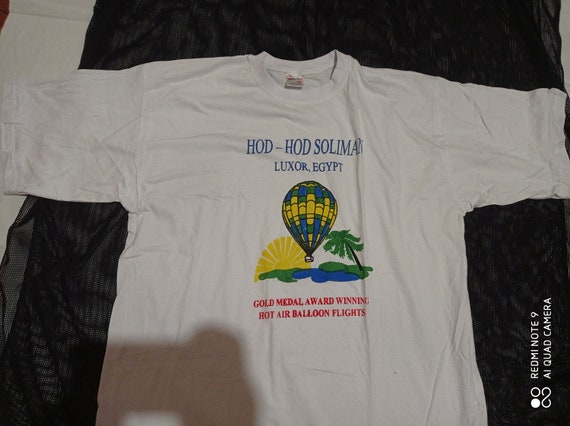 HOD – HOD SOLIMAN
LUXOR, EGYPT
GOLD MEDAL AWARD WINNING
HOT AIR BALLOON FLIGHTS
REDMI NOTE 9
AI QUAD CAMERA